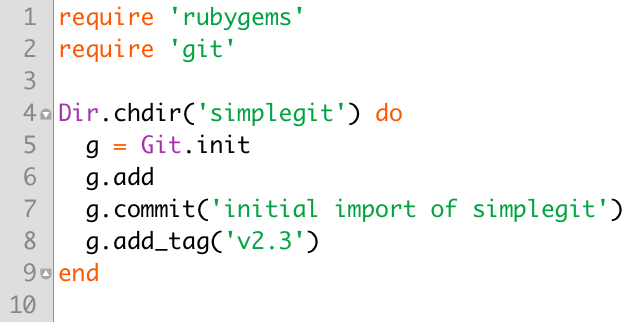 1 require 'rubygems'
2 require 'git'
3
4 Dir.chdir('simplegit') do
5   g = Git.init
6   g.add
7   g.commit('initial import of simplegit')
8   g.add_tag('v2.3')
9 end
10